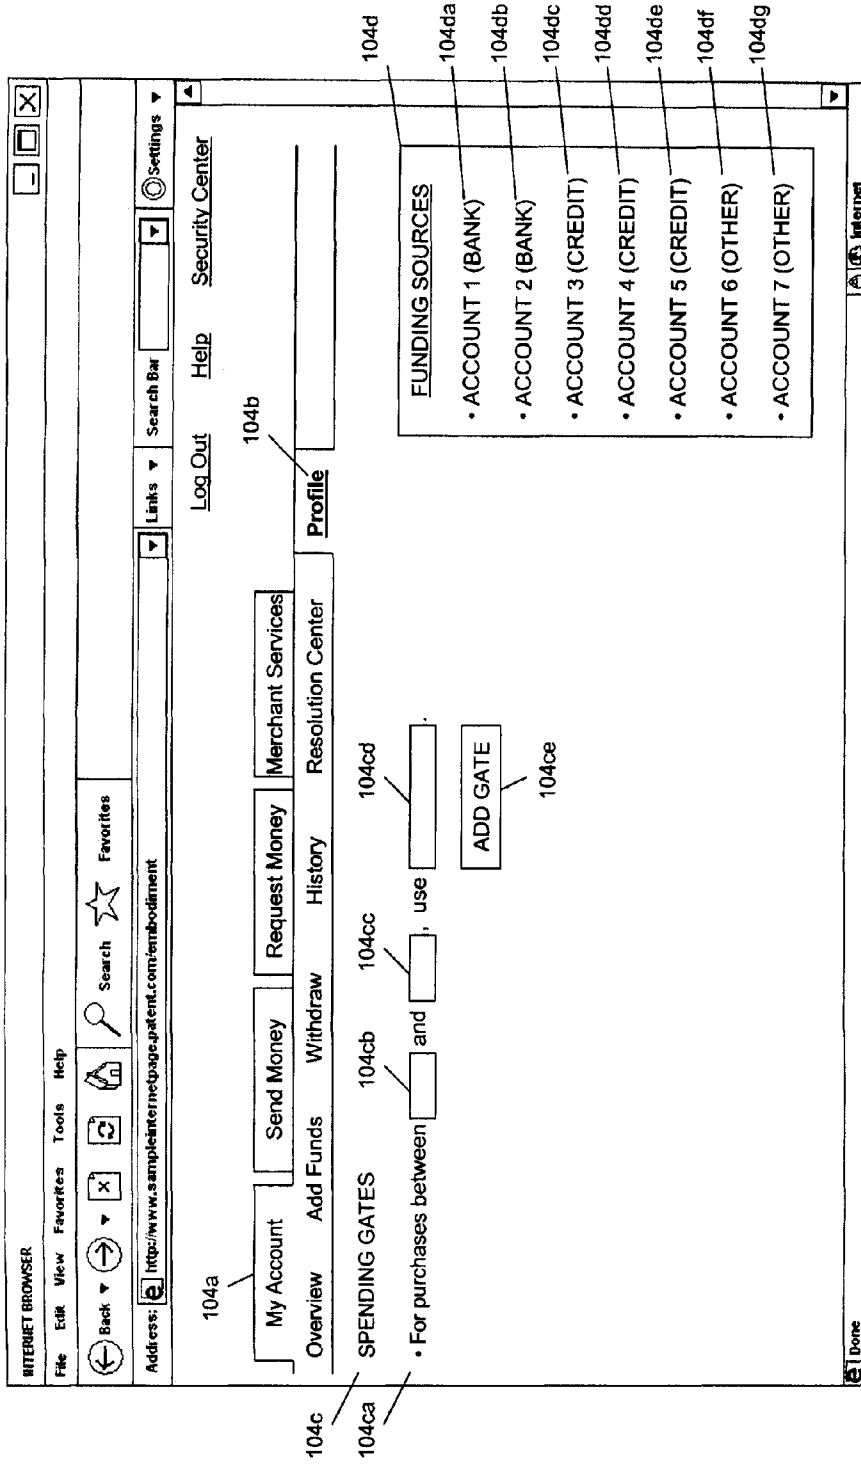 INTERNET BROWSER
File Edit View Favorites Tools Help
Back Search Favorites
Address: http://www.sampleinternetpage.patent.com/embodiment Links Search Bar Settings
Log Out Help Security Center
104a
104b
My Account Send Money Request Money Merchant Services
Overview Add Funds Withdraw History Resolution Center Profile
104c
SPENDING GATES
104cb 104cc 104cd
104ca
• For purchases between and , use .
ADD GATE
104ce
104d
FUNDING SOURCES
• ACCOUNT 1 (BANK) 104da
• ACCOUNT 2 (BANK) 104db
• ACCOUNT 3 (CREDIT) 104dc
• ACCOUNT 4 (CREDIT) 104dd
• ACCOUNT 5 (CREDIT) 104de
• ACCOUNT 6 (OTHER) 104df
• ACCOUNT 7 (OTHER) 104dg
Done Internet